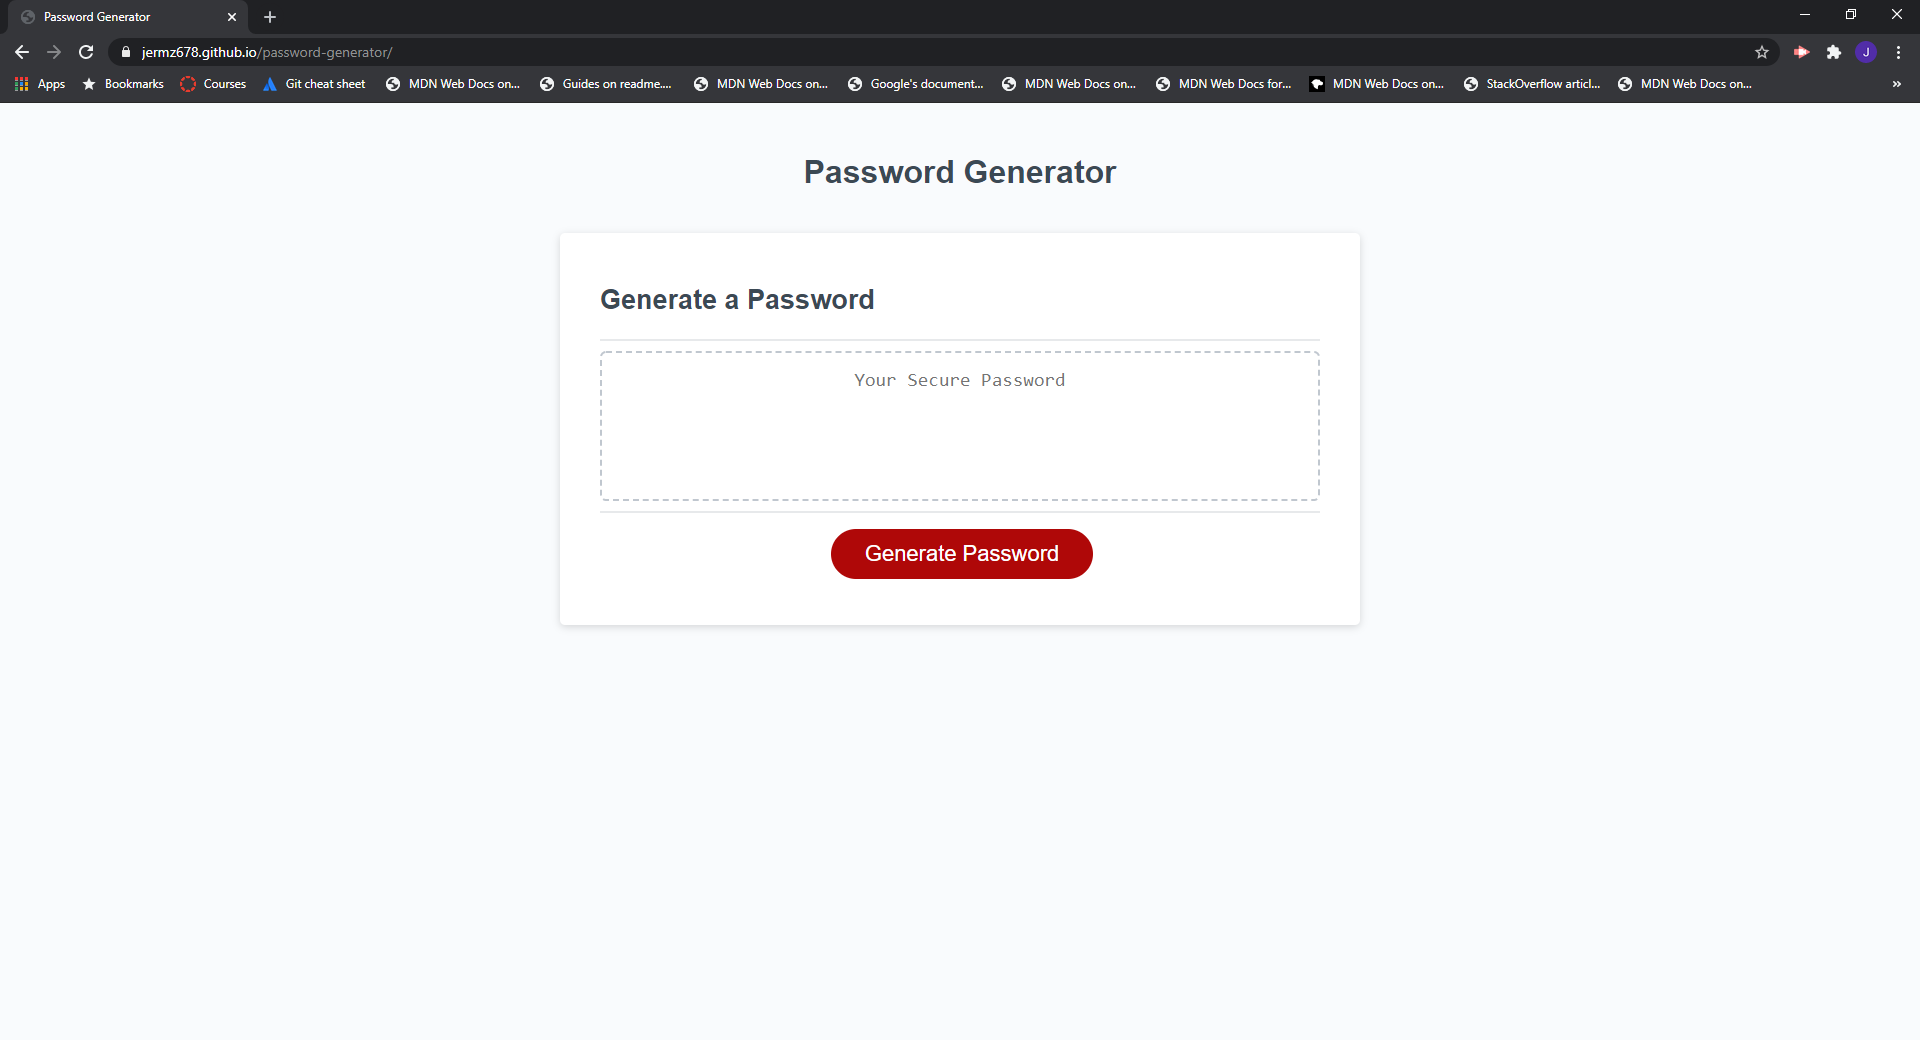 Password Generator
jermz678.github.io/password-generator/
Apps Bookmarks Courses Git cheat sheet MDN Web Docs on... Guides on readme.... MDN Web Docs on... Google's document... MDN Web Docs on... MDN Web Docs for... MDN Web Docs on... StackOverflow articl... MDN Web Docs on... »
J
Password Generator
Generate a Password
Your Secure Password
Generate Password